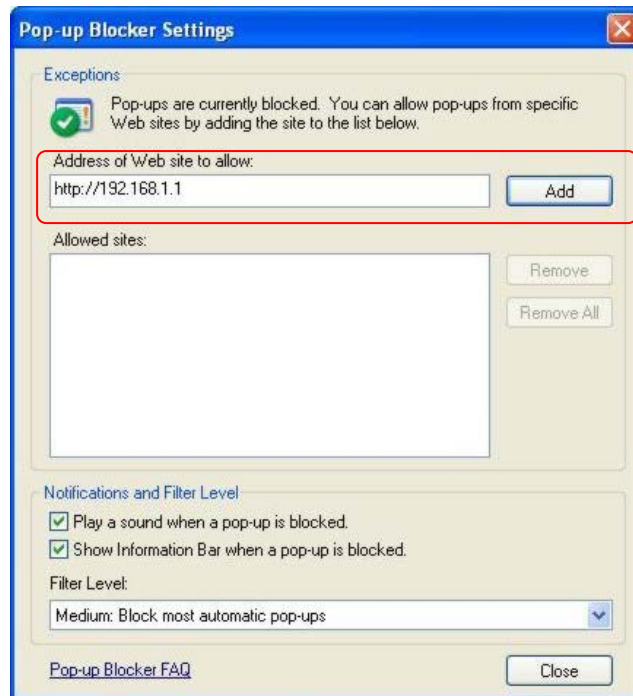 Pop-up Blocker Settings
Exceptions
Pop-ups are currently blocked. You can allow pop-ups from specific
Web sites by adding the site to the list below.
Address of Web site to allow:
http://192.168.1.1
Add
Allowed sites:
Remove
Remove All
Notifications and Filter Level
Play a sound when a pop-up is blocked.
Show Information Bar when a pop-up is blocked.
Filter Level:
Medium: Block most automatic pop-ups
Pop-up Blocker FAQ
Close